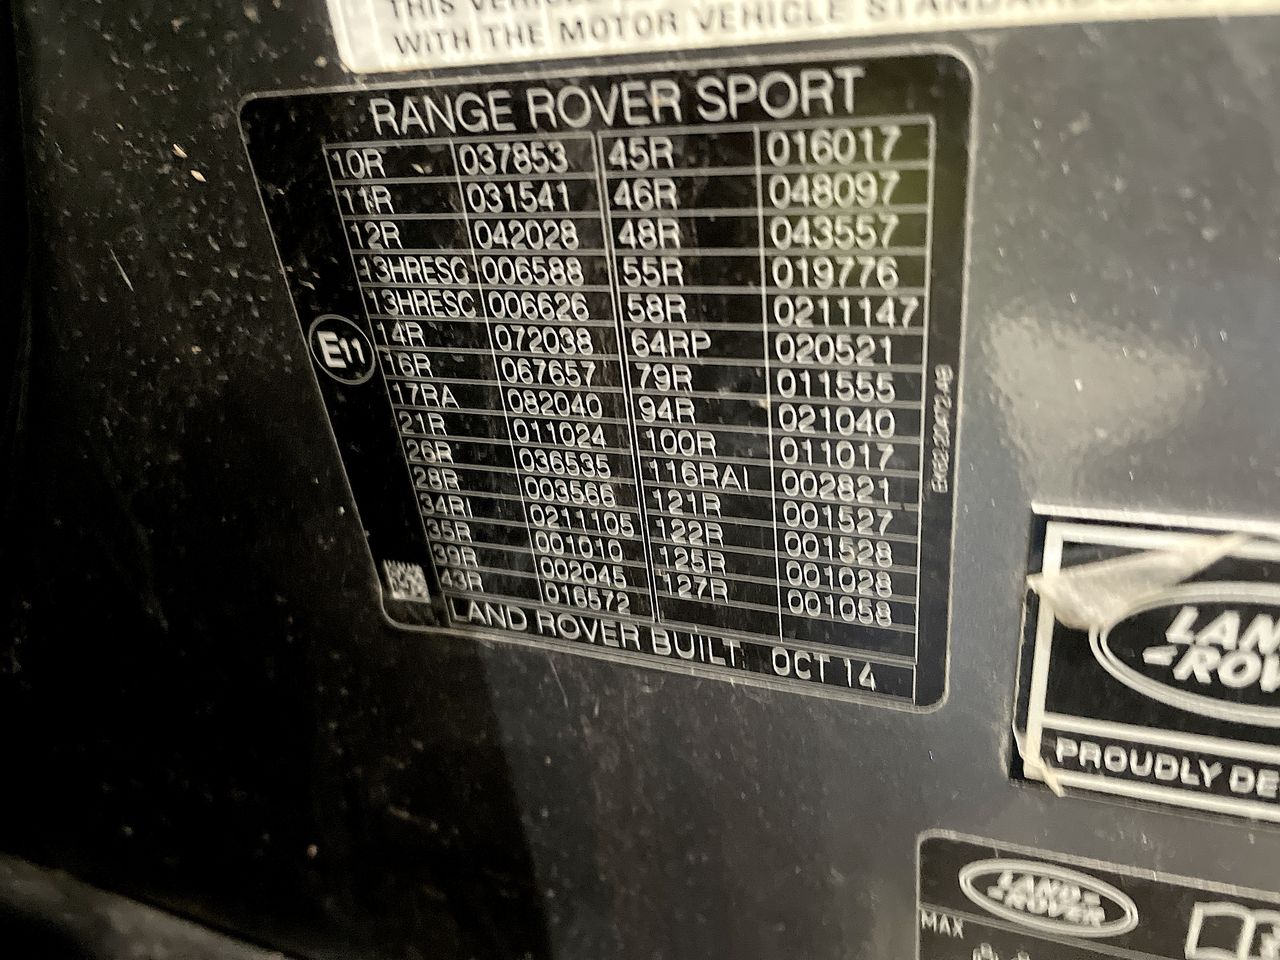 WITH THE MOTOR VEHICLE
RANGE ROVER SPORT
10R 037853 45R 016017
11R 031541 46R 048097
12R 042028 48R 043557
13HRESC 006588 55R 019776
13HRESC 006626 58R 0211147
14R 072038 64RP 020521
16R 067657 79R 011555
17RA 082040 94R 021040
21R 011024 100R 011017
26R 036535 116RAI 002821
28R 003566 121R 001527
34RI 0211105 122R 001528
35R 001010 125R 001028
39R 002045 127R 001058
43R 016572
LAND ROVER BUILT: OCT 14
E11
PROUDLY
LAND
ROVER
MAX